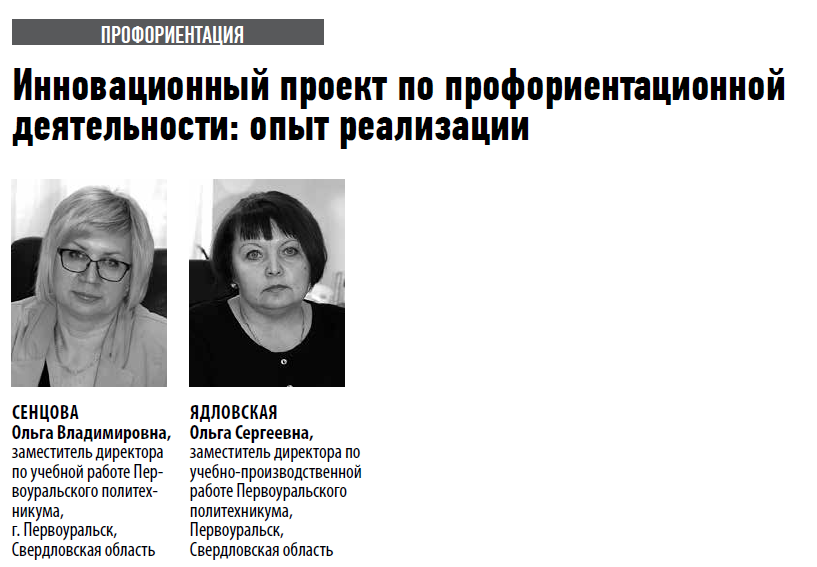 ПРОФОРИЕНТАЦИЯ
Инновационный проект по профориентационной
деятельности: опыт реализации
СЕНЦОВА
Ольга Владимировна,
заместитель директора
по учебной работе Пер-
воуральского политех-
никума,
г. Первоуральск,
Свердловская область
ЯДЛОВСКАЯ
Ольга Сергеевна,
заместитель директора по
учебно-производственной
работе Первоуральского
политехникума,
Первоуральск,
Свердловская область